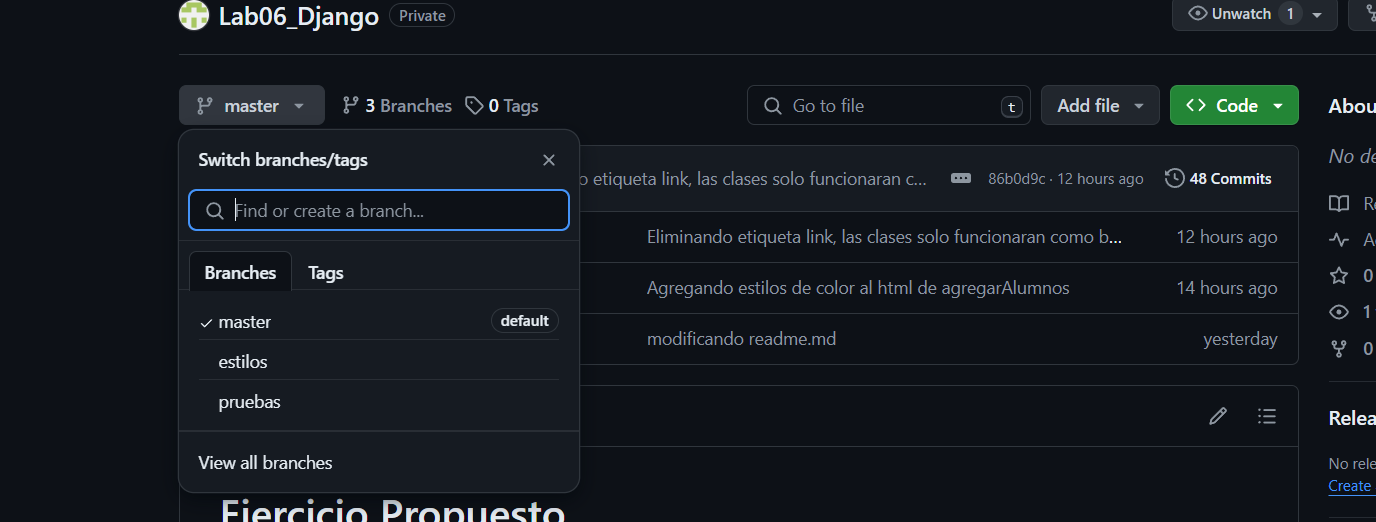 Lab06_Django Private Unwatch 1
master 3 Branches 0 Tags Go to file t Add file Code
Switch branches/tags
Find or create a branch...
Branches Tags
master default
estilos
pruebas
View all branches
o etiqueta link, las clases solo funcionaran c... 86b0d9c · 12 hours ago 48 Commits
Eliminando etiqueta link, las clases solo funcionaran como b... 12 hours ago
Agregando estilos de color al html de agregarAlumnos 14 hours ago
modificando readme.md yesterday
Ejercicio Propuesto
Abou
No de
Re
0
1
0
Relea
No rele
Create